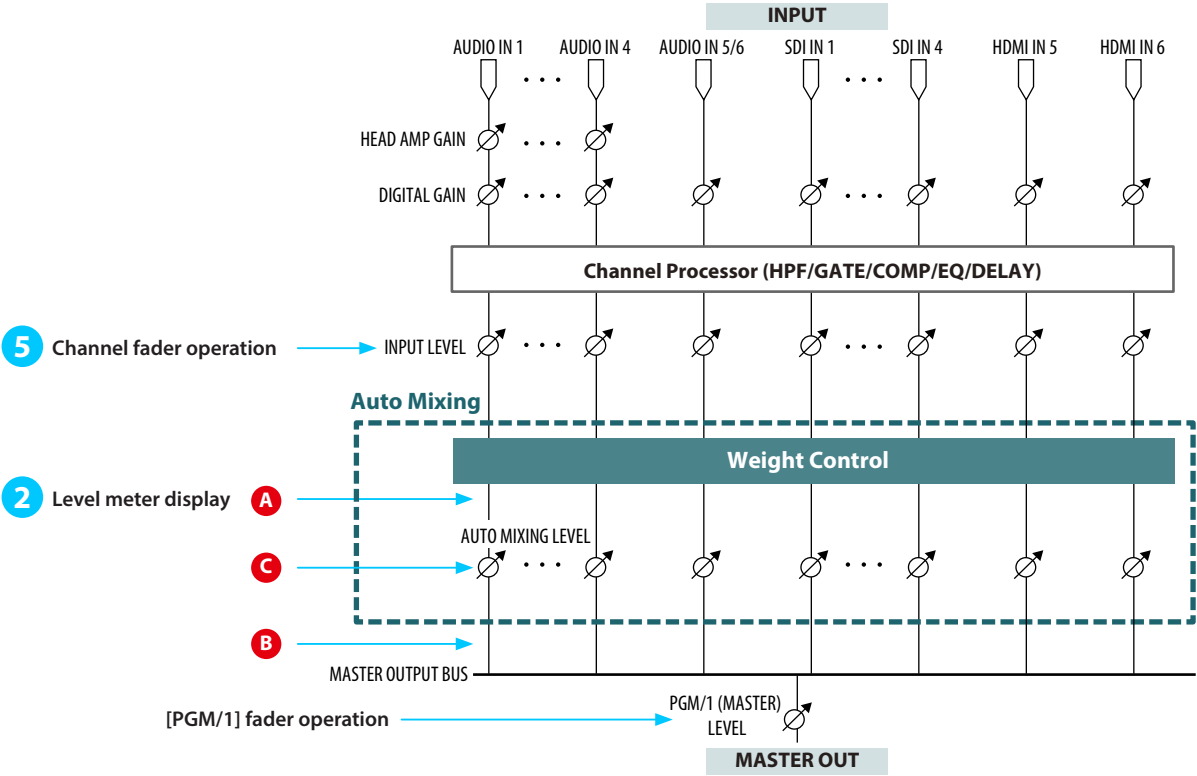 INPUT
AUDIO IN 1
AUDIO IN 4
AUDIO IN 5/6
SDI IN 1
SDI IN 4
HDMI IN 5
HDMI IN 6
HEAD AMP GAIN
DIGITAL GAIN
Channel Processor (HPF/GATE/COMP/EQ/DELAY)
5 Channel fader operation
INPUT LEVEL
Auto Mixing
Weight Control
2 Level meter display A
AUTO MIXING LEVEL
C
B
MASTER OUTPUT BUS
[PGM/1] fader operation
PGM/1 (MASTER)
LEVEL
MASTER OUT